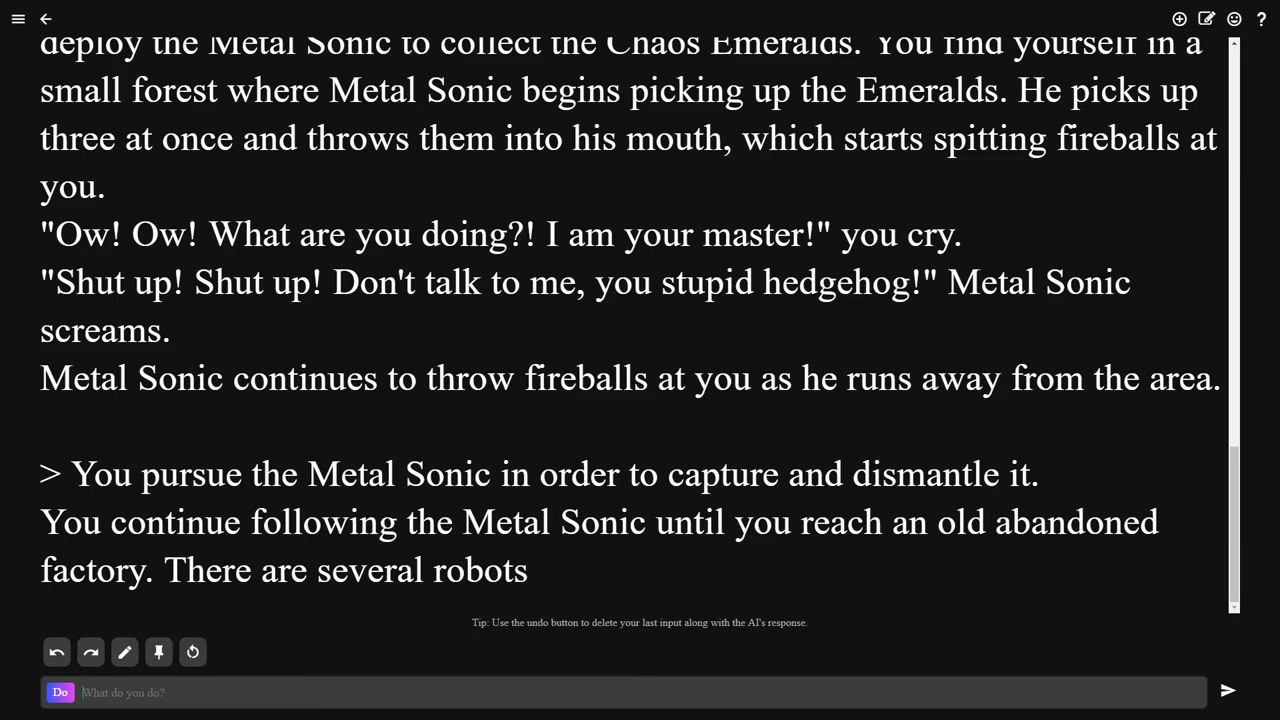 deploy the Metal Sonic to collect the Chaos Emeralds. You find yourself in a
small forest where Metal Sonic begins picking up the Emeralds. He picks up
three at once and throws them into his mouth, which starts spitting fireballs at
you.
"Ow! Ow! What are you doing?! I am your master!" you cry.
"Shut up! Shut up! Don't talk to me, you stupid hedgehog!" Metal Sonic
screams.
Metal Sonic continues to throw fireballs at you as he runs away from the area.
> You pursue the Metal Sonic in order to capture and dismantle it.
You continue following the Metal Sonic until you reach an old abandoned
factory. There are several robots
Tip: Use the undo button to delete your last input along with the AI's response.
Do What do you do?